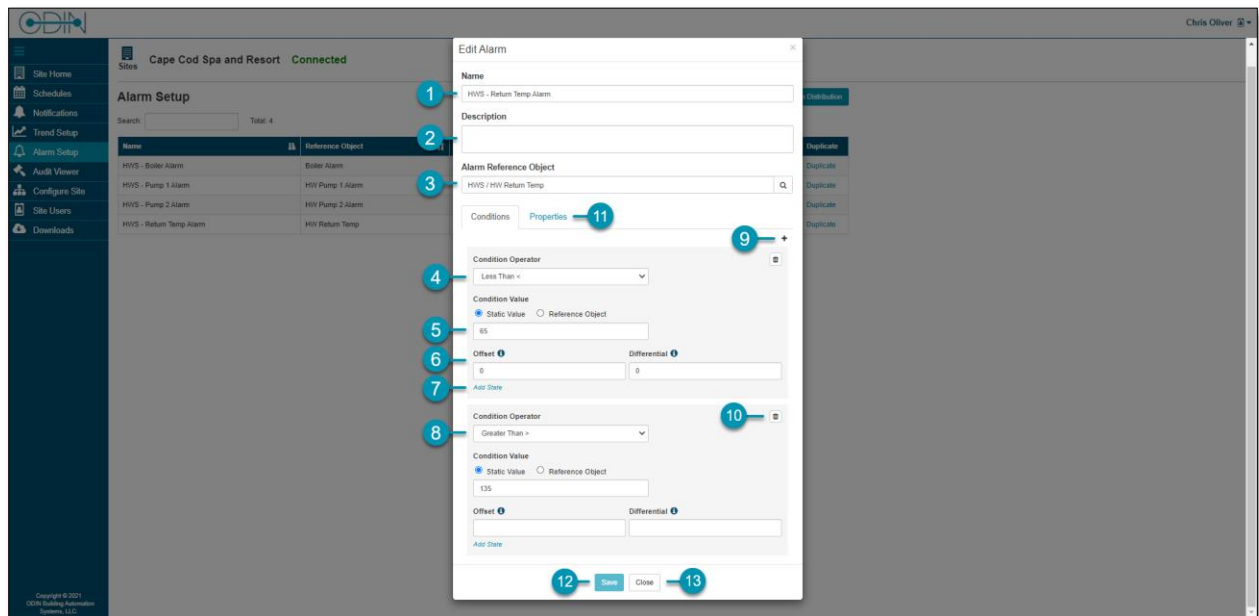 ODIN
Chris Oliver
Sites
Cape Cod Spa and Resort Connected
Site Home
Schedules
Notifications
Trend Setup
Alarm Setup
Audit Viewer
Configure Site
Site Users
Downloads
Copyright © 2021
ODIN Building Automation
Systems, LLC.
Alarm Setup
Distribution
Search Total: 4
Name Reference Object Duplicate
HWS - Boiler Alarm Boiler Alarm Duplicate
HWS - Pump 1 Alarm HW Pump 1 Alarm Duplicate
HWS - Pump 2 Alarm HW Pump 2 Alarm Duplicate
HWS - Return Temp Alarm HW Return Temp Duplicate
Edit Alarm ×
Name
1 HWS - Return Temp Alarm
Description
2
Alarm Reference Object
3 HWS / HW Return Temp
Conditions Properties 11
9 +
Condition Operator
4 Less Than <
Condition Value
Static Value Reference Object
5 65
Offset Differential
6
0 0
7 Add State
Condition Operator 10
8 Greater Than >
Condition Value
Static Value Reference Object
135
Offset Differential
Add State
12 Save Close 13